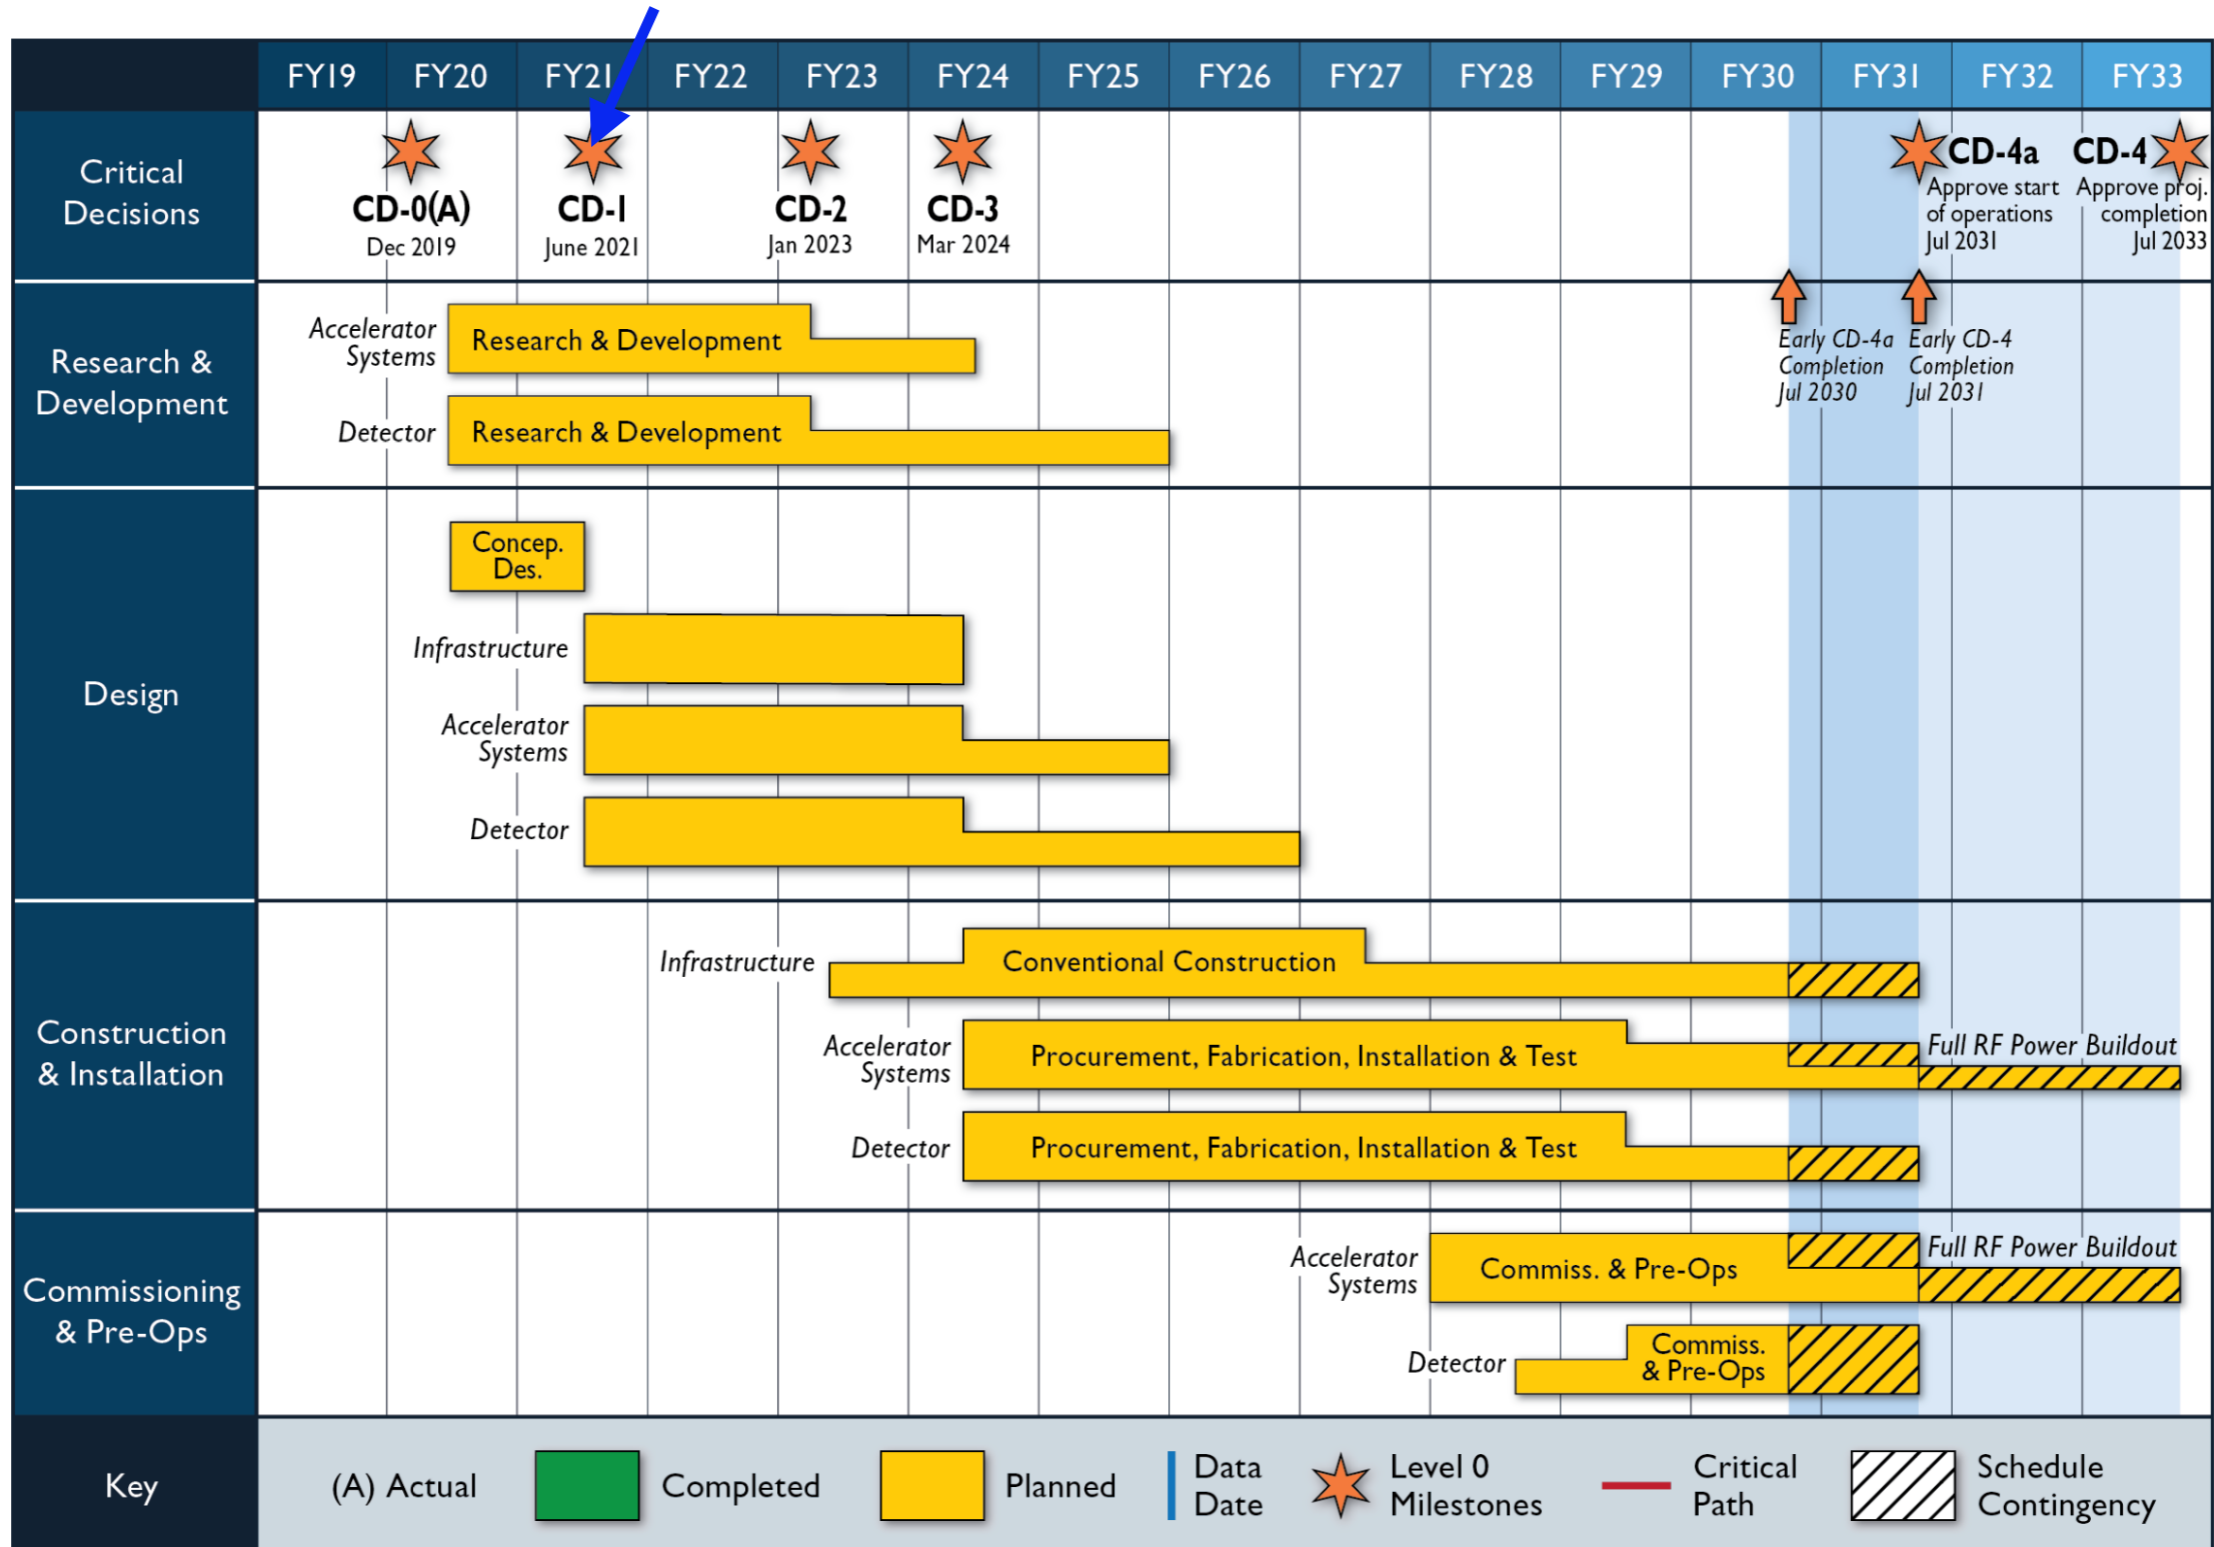 FY19 FY20 FY21 FY22 FY23 FY24 FY25 FY26 FY27 FY28 FY29 FY30 FY31 FY32 FY33
Critical
Decisions
CD-0(A)
Dec 2019
CD-1
June 2021
CD-2
Jan 2023
CD-3
Mar 2024
CD-4a
Approve start
of operations
Jul 2031
CD-4
Approve proj.
completion
Jul 2033
Research &
Development
Accelerator
Systems
Research & Development
Detector
Research & Development
Early CD-4a
Completion
Jul 2030
Early CD-4
Completion
Jul 2031
Design
Concep.
Des.
Infrastructure
Accelerator
Systems
Detector
Construction
& Installation
Infrastructure
Conventional Construction
Accelerator
Systems
Procurement, Fabrication, Installation & Test
Full RF Power Buildout
Detector
Procurement, Fabrication, Installation & Test
Commissioning
& Pre-Ops
Accelerator
Systems
Commiss. & Pre-Ops
Full RF Power Buildout
Detector
Commiss.
& Pre-Ops
Key
(A) Actual
Completed
Planned
Data
Date
Level 0
Milestones
Critical
Path
Schedule
Contingency